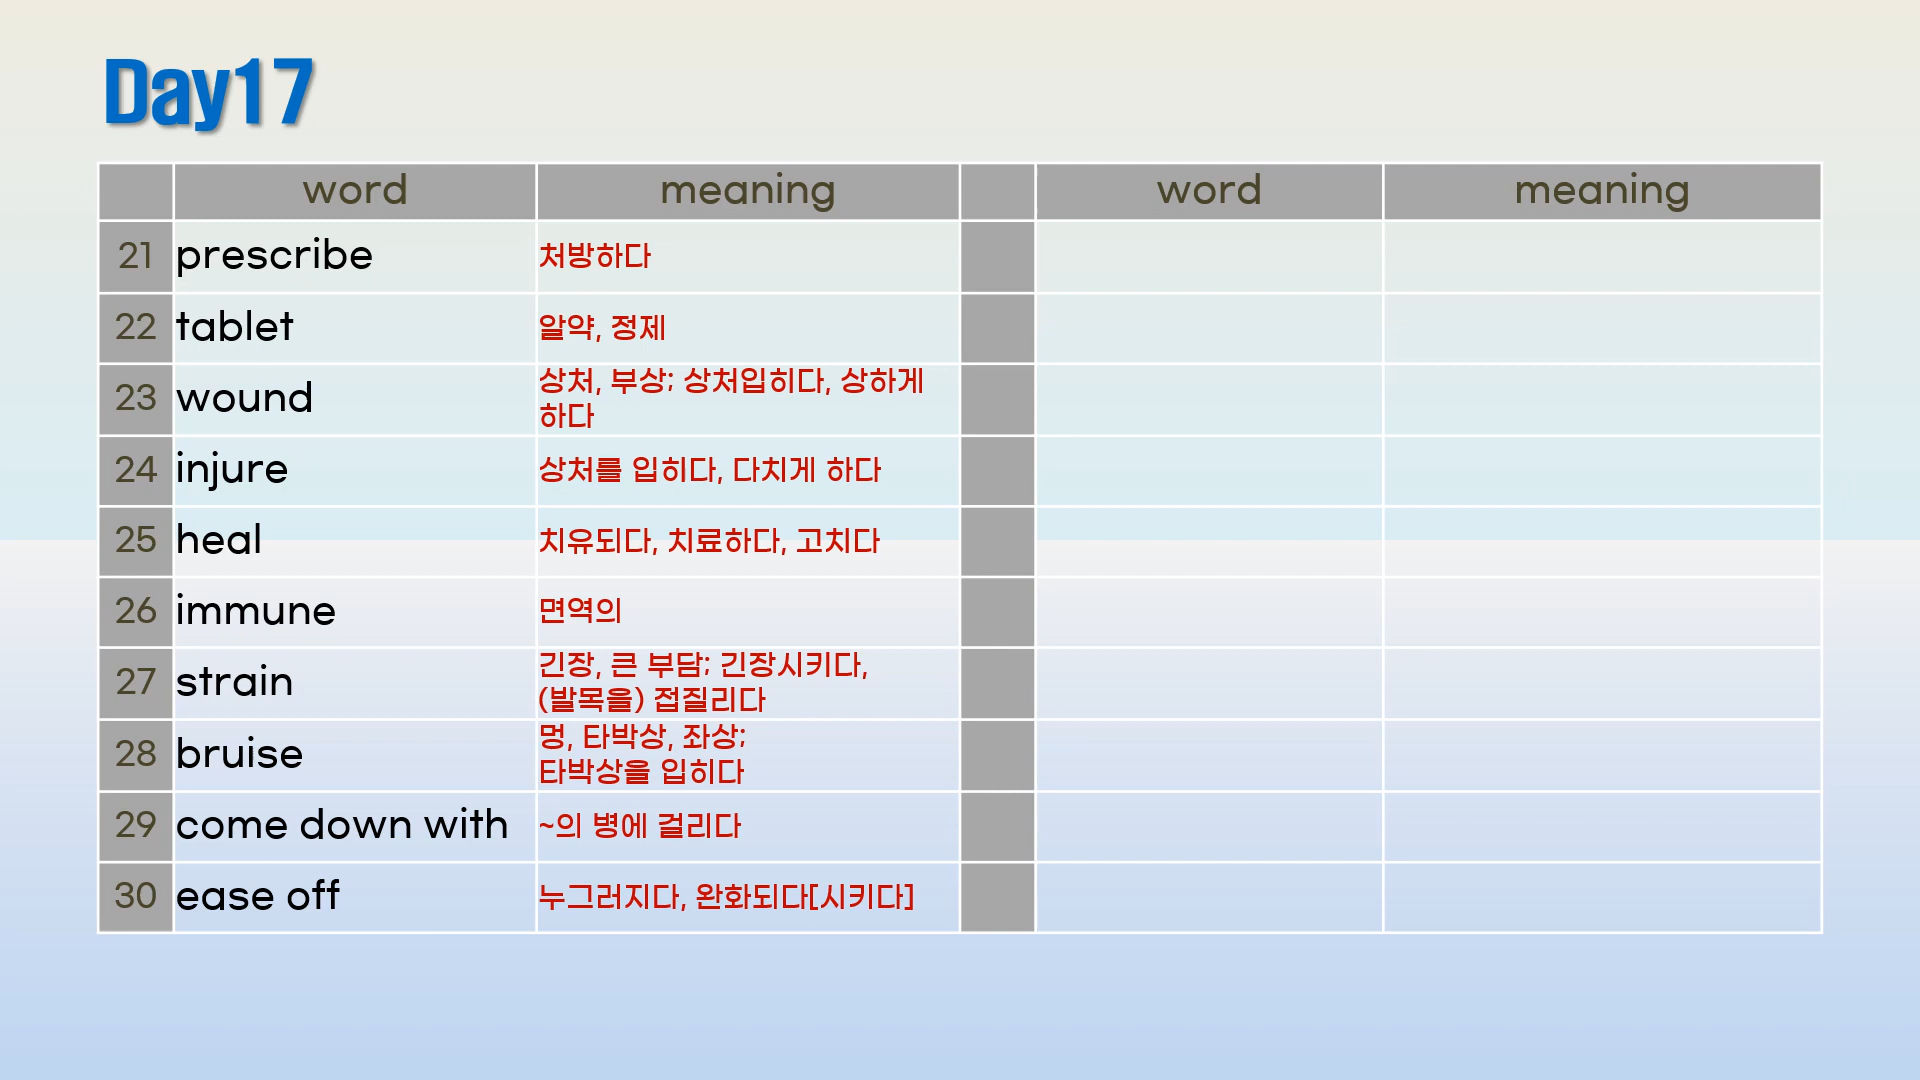 Day17
word meaning word meaning
21 prescribe 처방하다
22 tablet 알약, 정제
23 wound 상처, 부상; 상처입히다, 상하게
하다
24 injure 상처를 입히다, 다치게 하다
25 heal 치유되다, 치료하다, 고치다
26 immune 면역의
27 strain 긴장, 큰 부담; 긴장시키다,
(발목을) 접질리다
28 bruise 멍, 타박상, 좌상;
타박상을 입히다
29 come down with ~의 병에 걸리다
30 ease off 누그러지다, 완화되다[시키다]